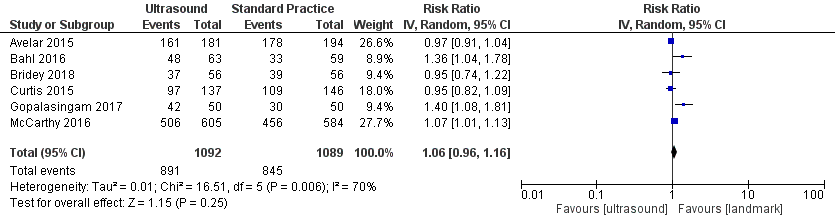 Ultrasound Standard Practice Risk Ratio Risk Ratio
Study or Subgroup Events Total Events Total Weight IV, Random, 95% CI IV, Random, 95% CI
Avelar 2015 161 181 178 194 26.6% 0.97 [0.91, 1.04]
Bahl 2016 48 63 33 59 8.9% 1.36 [1.04, 1.78]
Bridey 2018 37 56 39 56 9.5% 0.95 [0.74, 1.22]
Curtis 2015 97 137 109 146 18.0% 0.95 [0.82, 1.09]
Gopalasingam 2017 42 50 30 50 9.4% 1.40 [1.08, 1.81]
McCarthy 2016 506 605 456 584 27.7% 1.07 [1.01, 1.13]
Total (95% CI) 1092 1089 100.0% 1.06 [0.96, 1.16]
Total events 891 845
Heterogeneity: Tau² = 0.01; Chi² = 16.51, df = 5 (P = 0.006); I² = 70%
Test for overall effect: Z = 1.15 (P = 0.25)
0.01 0.1 1 10 100
Favours [ultrasound] Favours [landmark]